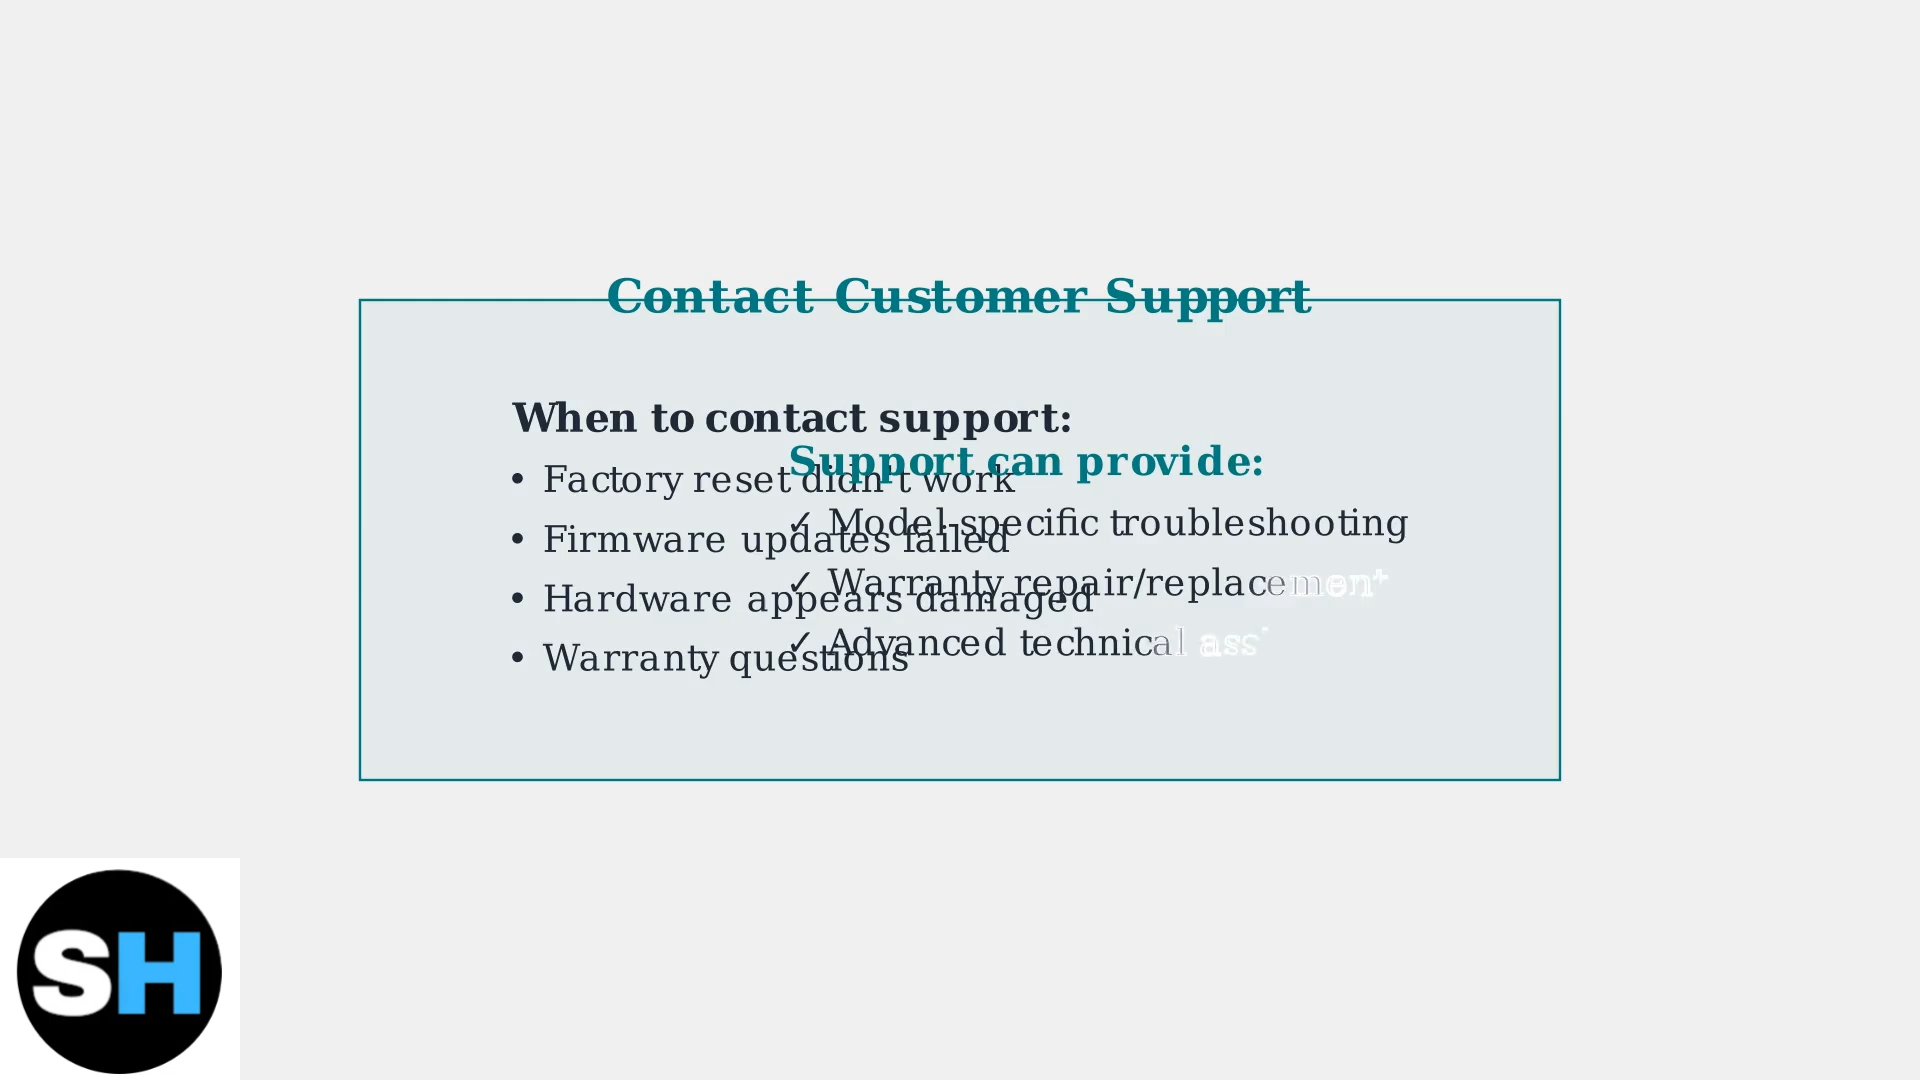 Contact Customer Support
When to contact support:
• Factory reset didn't work
• Firmware updates failed
• Hardware appears damaged
• Warranty questions
Support can provide:
✓ Model-specific troubleshooting
✓ Warranty repair/replacement
✓ Advanced technical
SH